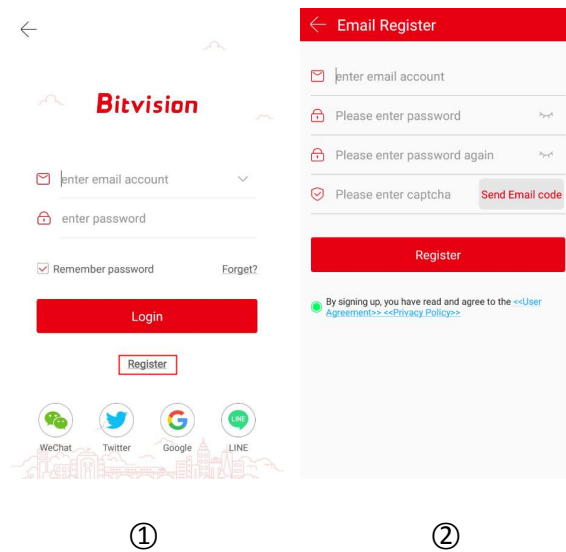 Bitvision
enter email account
enter password
Remember password Forget?
Login
Register
WeChat Twitter Google LINE
LINE
①
Email Register
enter email account
Please enter password
Please enter password again
Please enter captcha Send Email code
Register
By signing up, you have read and agree to the <<User
Agreement>> <<Privacy Policy>>
②